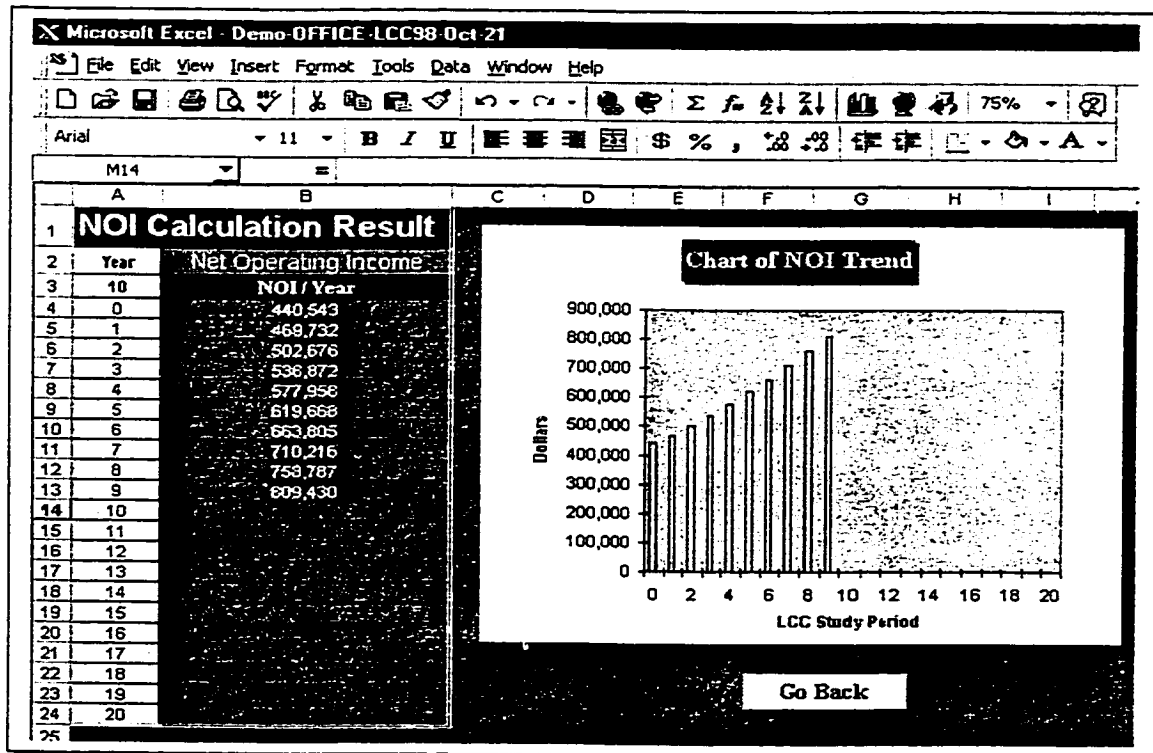 Microsoft Excel - Demo-OFFICE-LCC98-Oct-21
File Edit View Insert Format Tools Data Window Help
75%
Arial 11 B I U $ % ,
M14 =
A B C D E F G H I
1 NOI Calculation Result
2 Year Net Operating Income
3 10 NOI / Year
4 0 440,543
5 1 469,732
6 2 502,676
7 3 536,872
8 4 577,958
9 5 619,668
10 6 663,805
11 7 710,216
12 8 758,787
13 9 809,430
14 10
15 11
16 12
17 13
18 14
19 15
20 16
21 17
22 18
23 19
24 20
25
Chart of NOI Trend
900,000
800,000
700,000
600,000
500,000
400,000
300,000
200,000
100,000
0
Dollars
0 2 4 6 8 10 12 14 16 18 20
LCC Study Period
Go Back